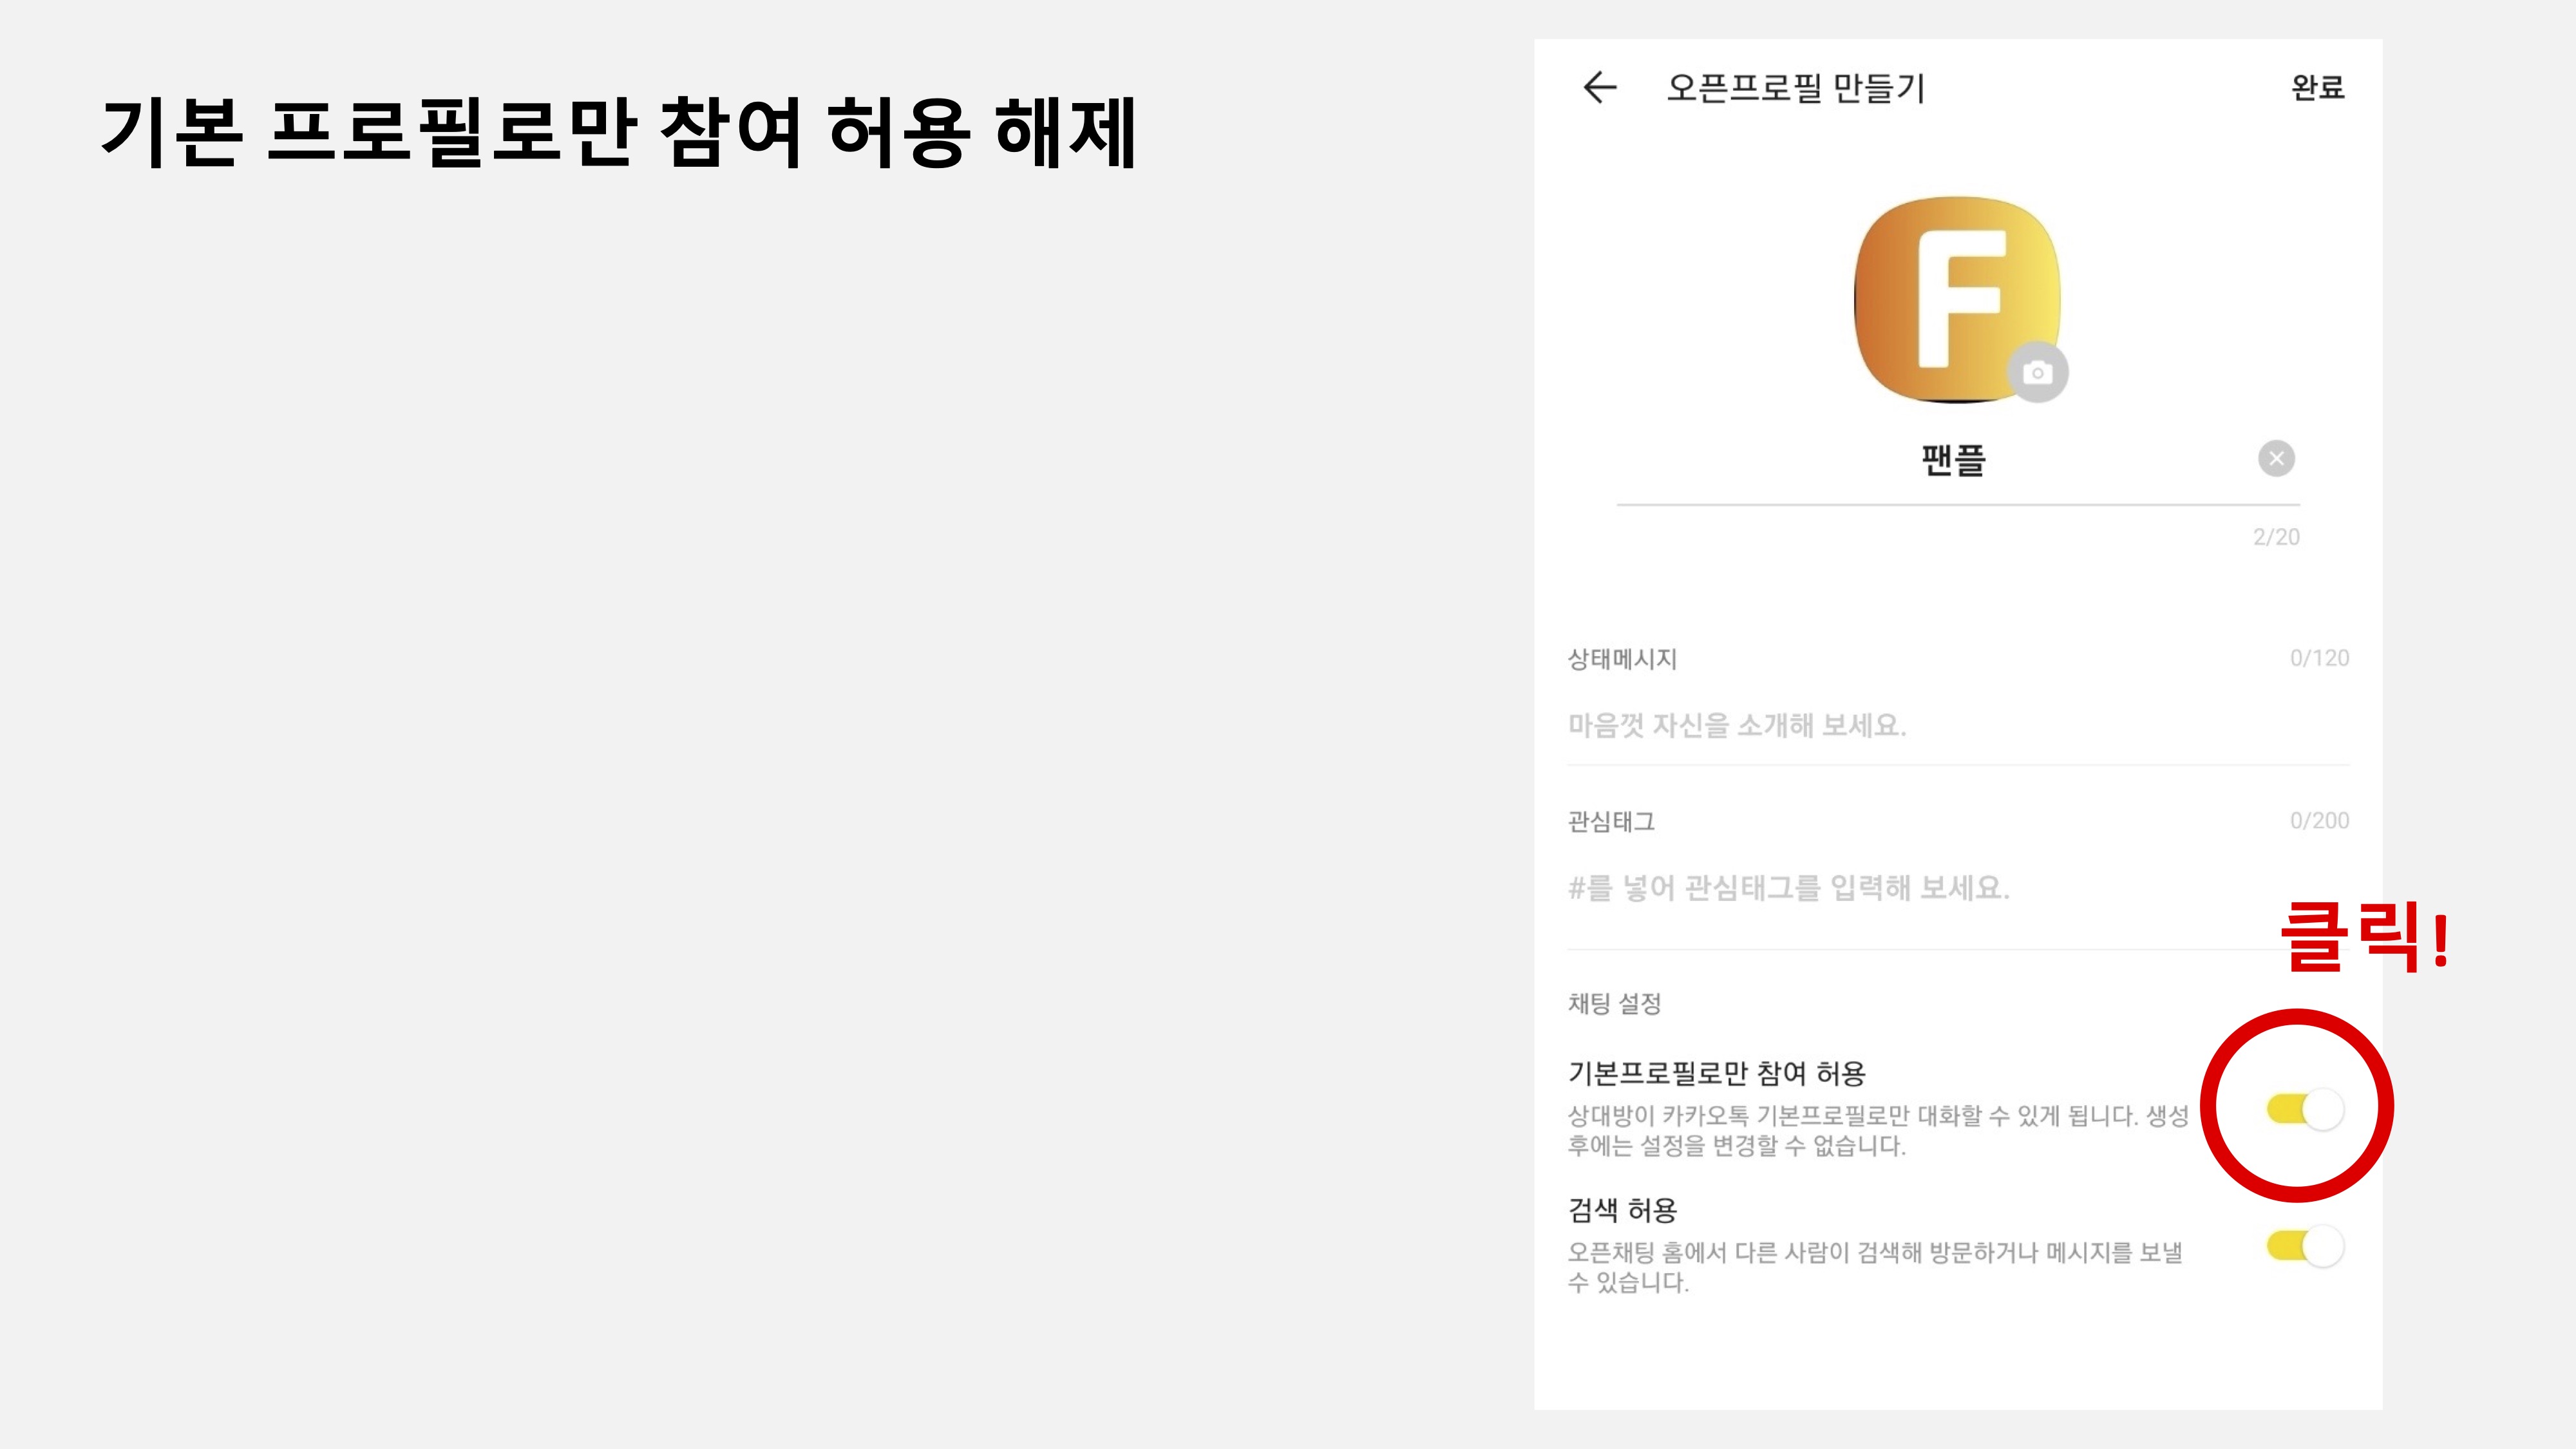 기본 프로필로만 참여 허용 해제
오픈프로필 만들기
완료
F
팬플
2/20
상태메시지
0/120
마음껏 자신을 소개해 보세요.
관심태그
0/200
#를 넣어 관심태그를 입력해 보세요.
클릭!
채팅 설정
기본프로필로만 참여 허용
상대방이 카카오톡 기본프로필로만 대화할 수 있게 됩니다. 생성
후에는 설정을 변경할 수 없습니다.
검색 허용
오픈채팅 홈에서 다른 사람이 검색해 방문하거나 메시지를 보낼
수 있습니다.